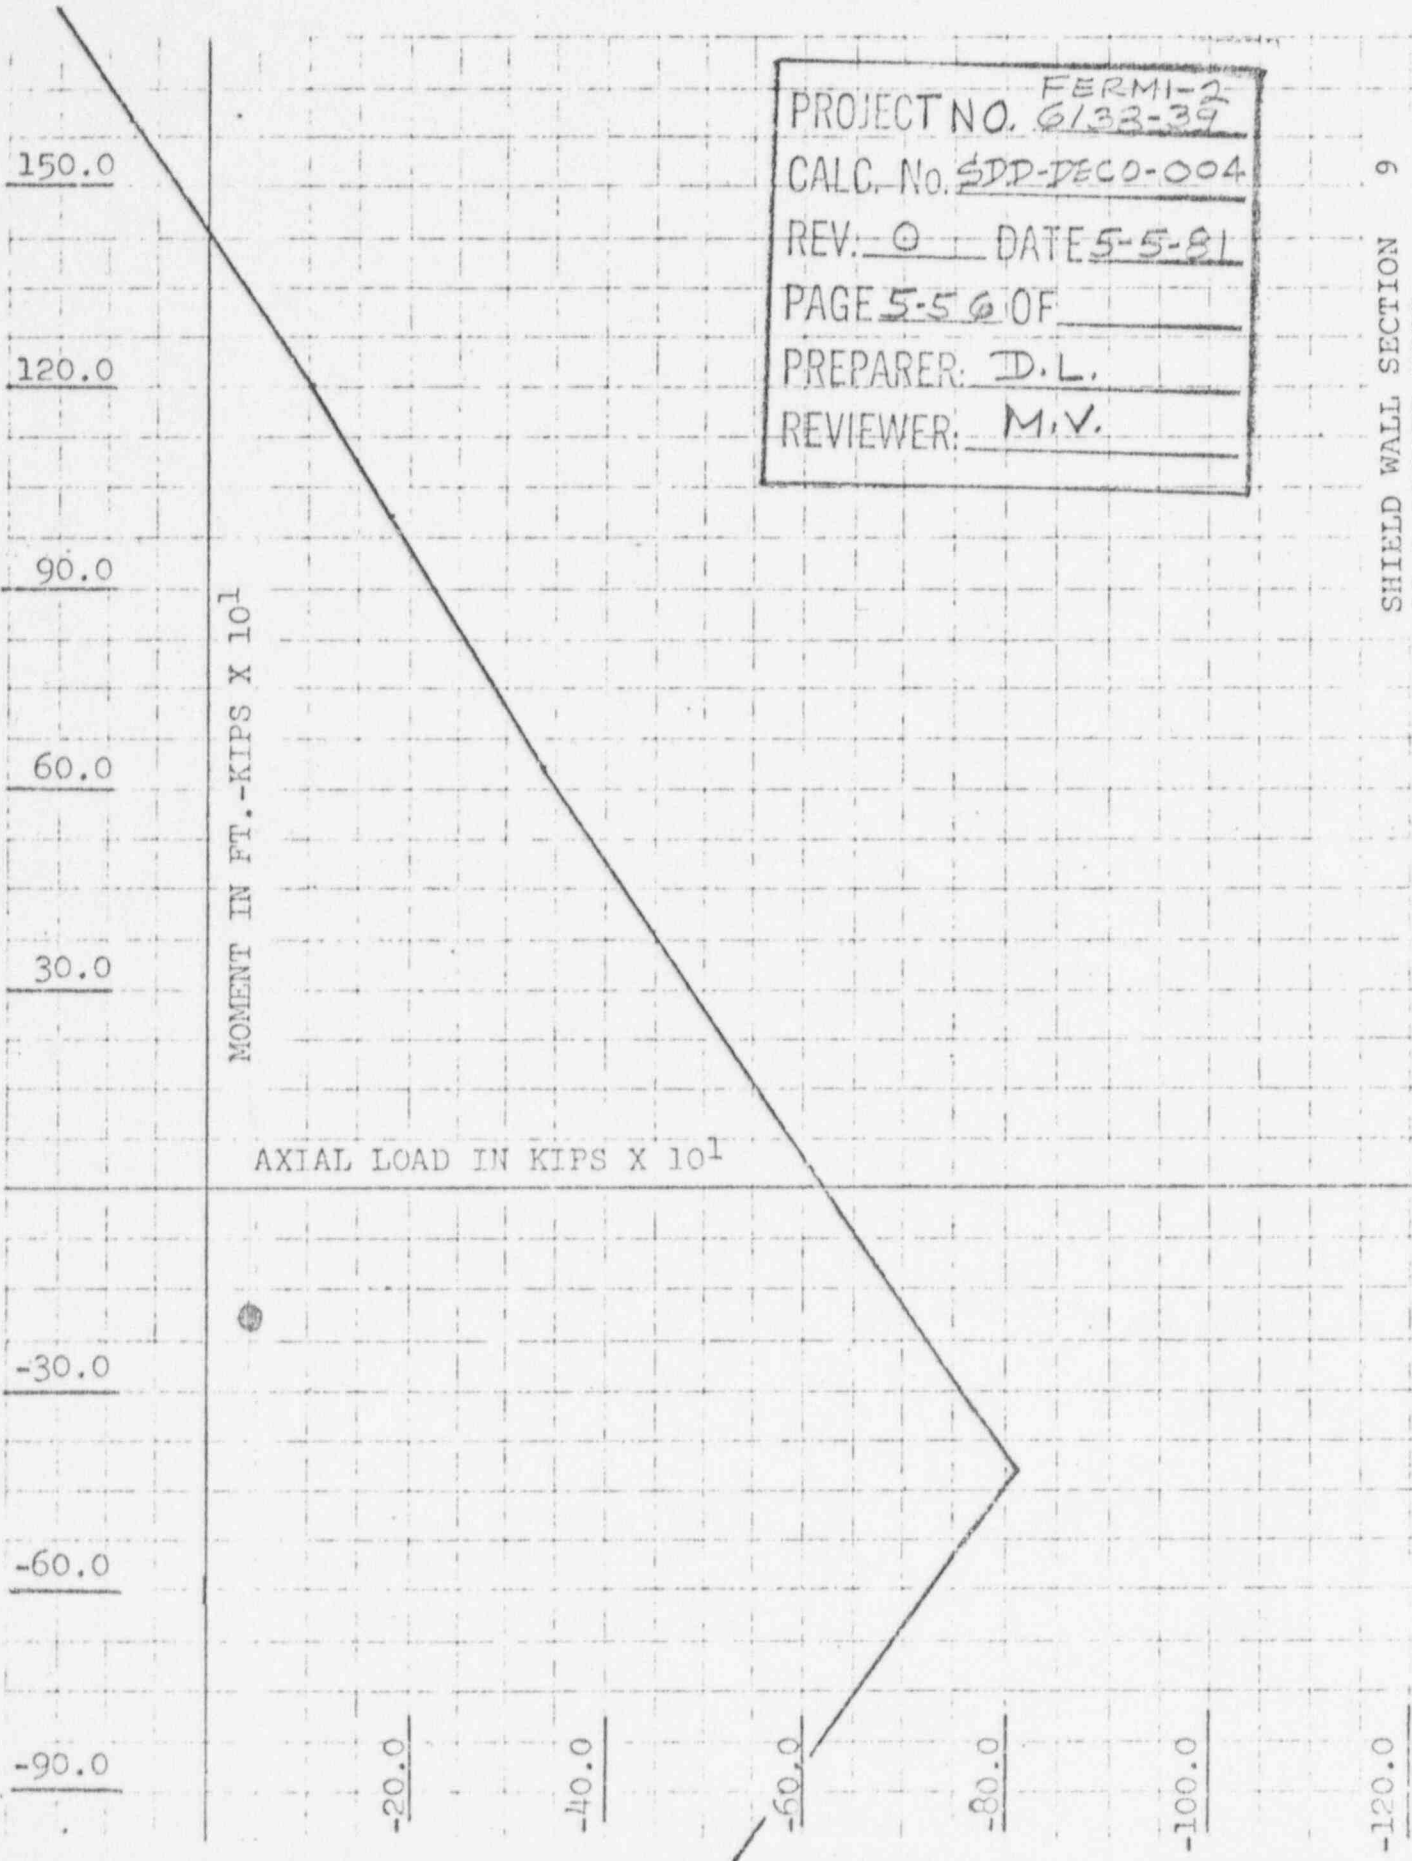 PROJECT NO. FERMI-2
6133-39
CALC. No. SDD-DECO-004
REV. 0 DATE 5-5-81
PAGE 5-56 OF
PREPARER: D.L.
REVIEWER: M.V.
SHIELD WALL SECTION 9
150.0
120.0
90.0
60.0
30.0
-30.0
-60.0
-90.0
MOMENT IN FT.-KIPS X 10¹
AXIAL LOAD IN KIPS X 10¹
-20.0
-40.0
-60.0
-80.0
-100.0
-120.0